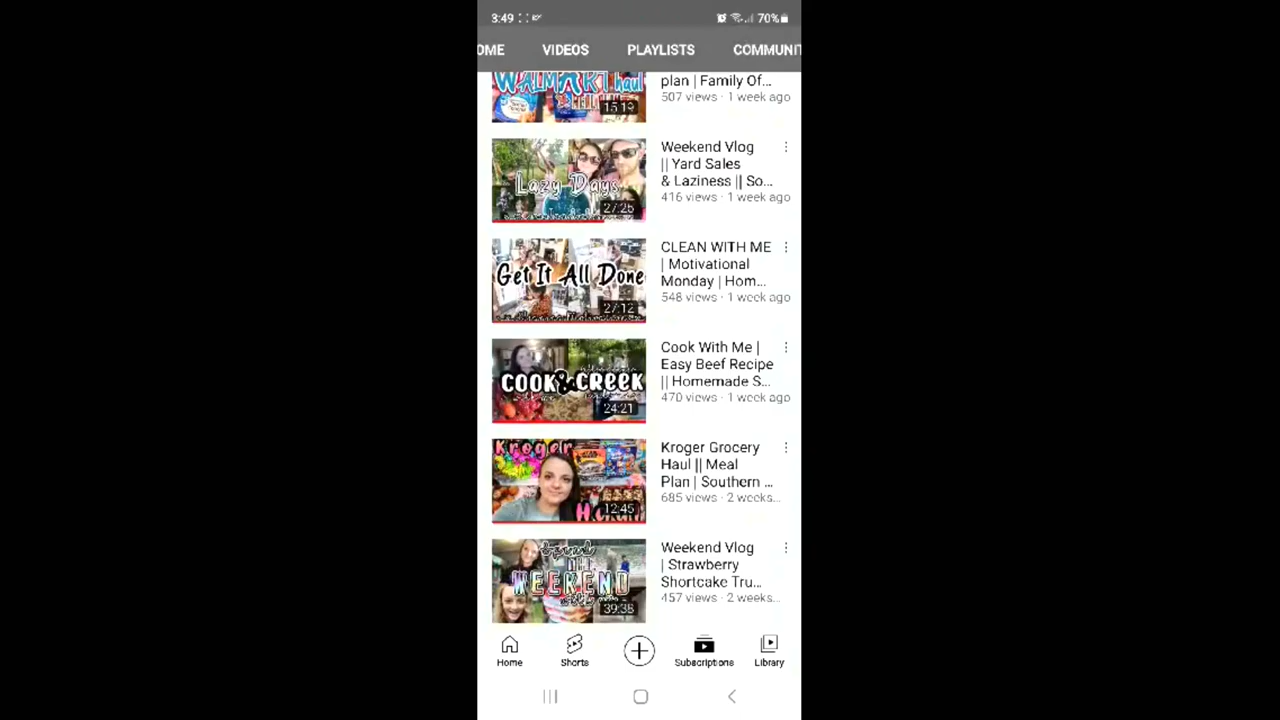 3:49
70%
OME
VIDEOS
PLAYLISTS
COMMUNIT
WALMART haul
15:19
plan | Family Of...
507 views · 1 week ago
Lazy Days
27:25
Weekend Vlog
|| Yard Sales
& Laziness || So...
416 views · 1 week ago
Get It All Done
27:12
CLEAN WITH ME
| Motivational
Monday | Hom...
548 views · 1 week ago
COOK & CREEK
24:21
Cook With Me |
Easy Beef Recipe
|| Homemade S...
470 views · 1 week ago
Kroger
12:45
Kroger Grocery
Haul || Meal
Plan | Southern ...
685 views · 2 weeks...
WEEKEND
39:38
Weekend Vlog
| Strawberry
Shortcake Tru...
457 views · 2 weeks...
Home
Shorts
Subscriptions
Library